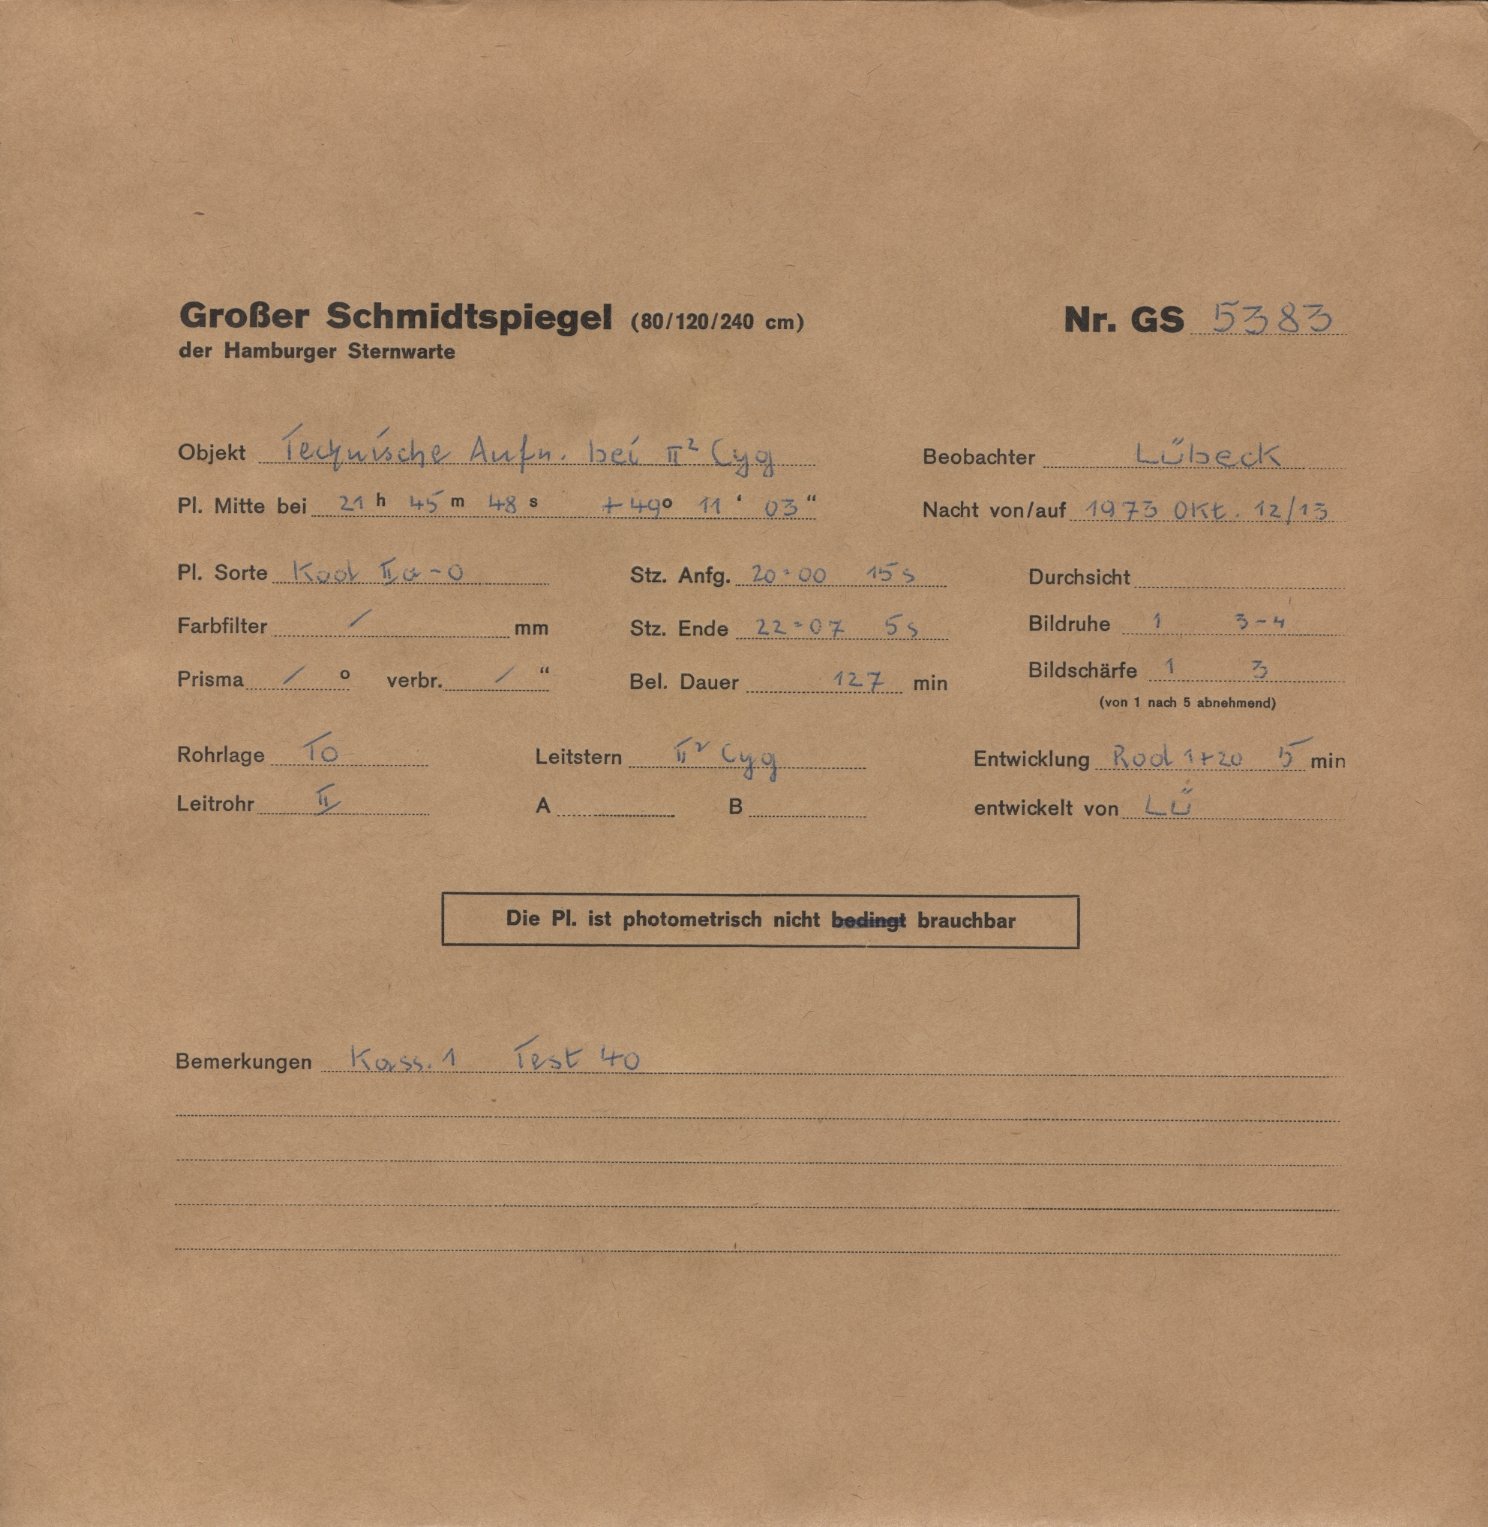 Großer Schmidtspiegel (80/120/240 cm) Nr. GS 5383
der Hamburger Sternwarte
Objekt Technische Aufn. bei π² Cyg Beobachter Lübeck
Pl. Mitte bei 21 h 45 m 48 s +49° 11 ' 03 " Nacht von/auf 1973 Okt. 12/13
Pl. Sorte Kod IIa-O Stz. Anfg. 20:00 15s Durchsicht
Farbfilter / mm Stz. Ende 22:07 5s Bildruhe 1 3-4
Prisma / ° verbr. / " Bel. Dauer 127 min Bildschärfe 1 3
(von 1 nach 5 abnehmend)
Rohrlage TO Leitstern π² Cyg Entwicklung Rod 1+20 5 min
Leitrohr II A B entwickelt von LÜ
Die Pl. ist photometrisch nicht bedingt brauchbar
Bemerkungen Kass. 1 Test 40